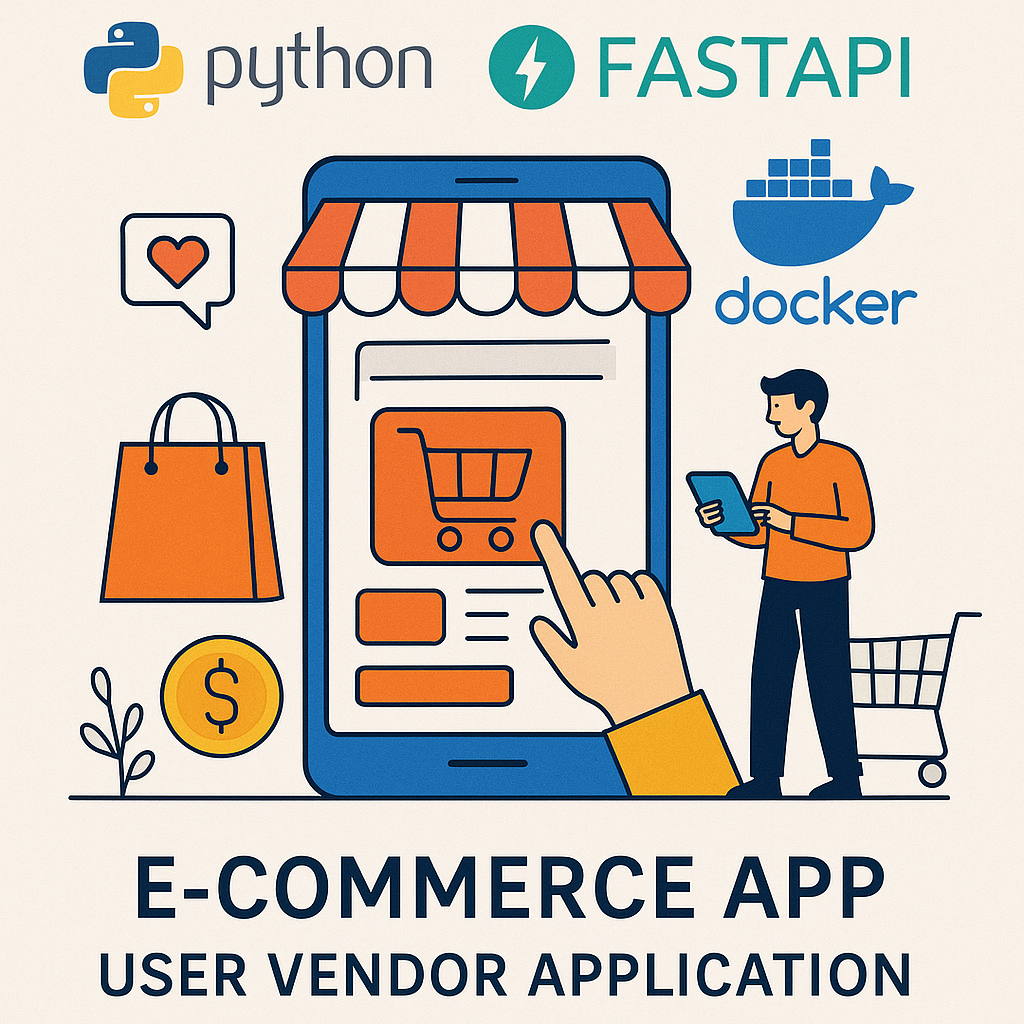 python
FASTAPI
docker
$
E-COMMERCE APP
USER VENDOR APPLICATION